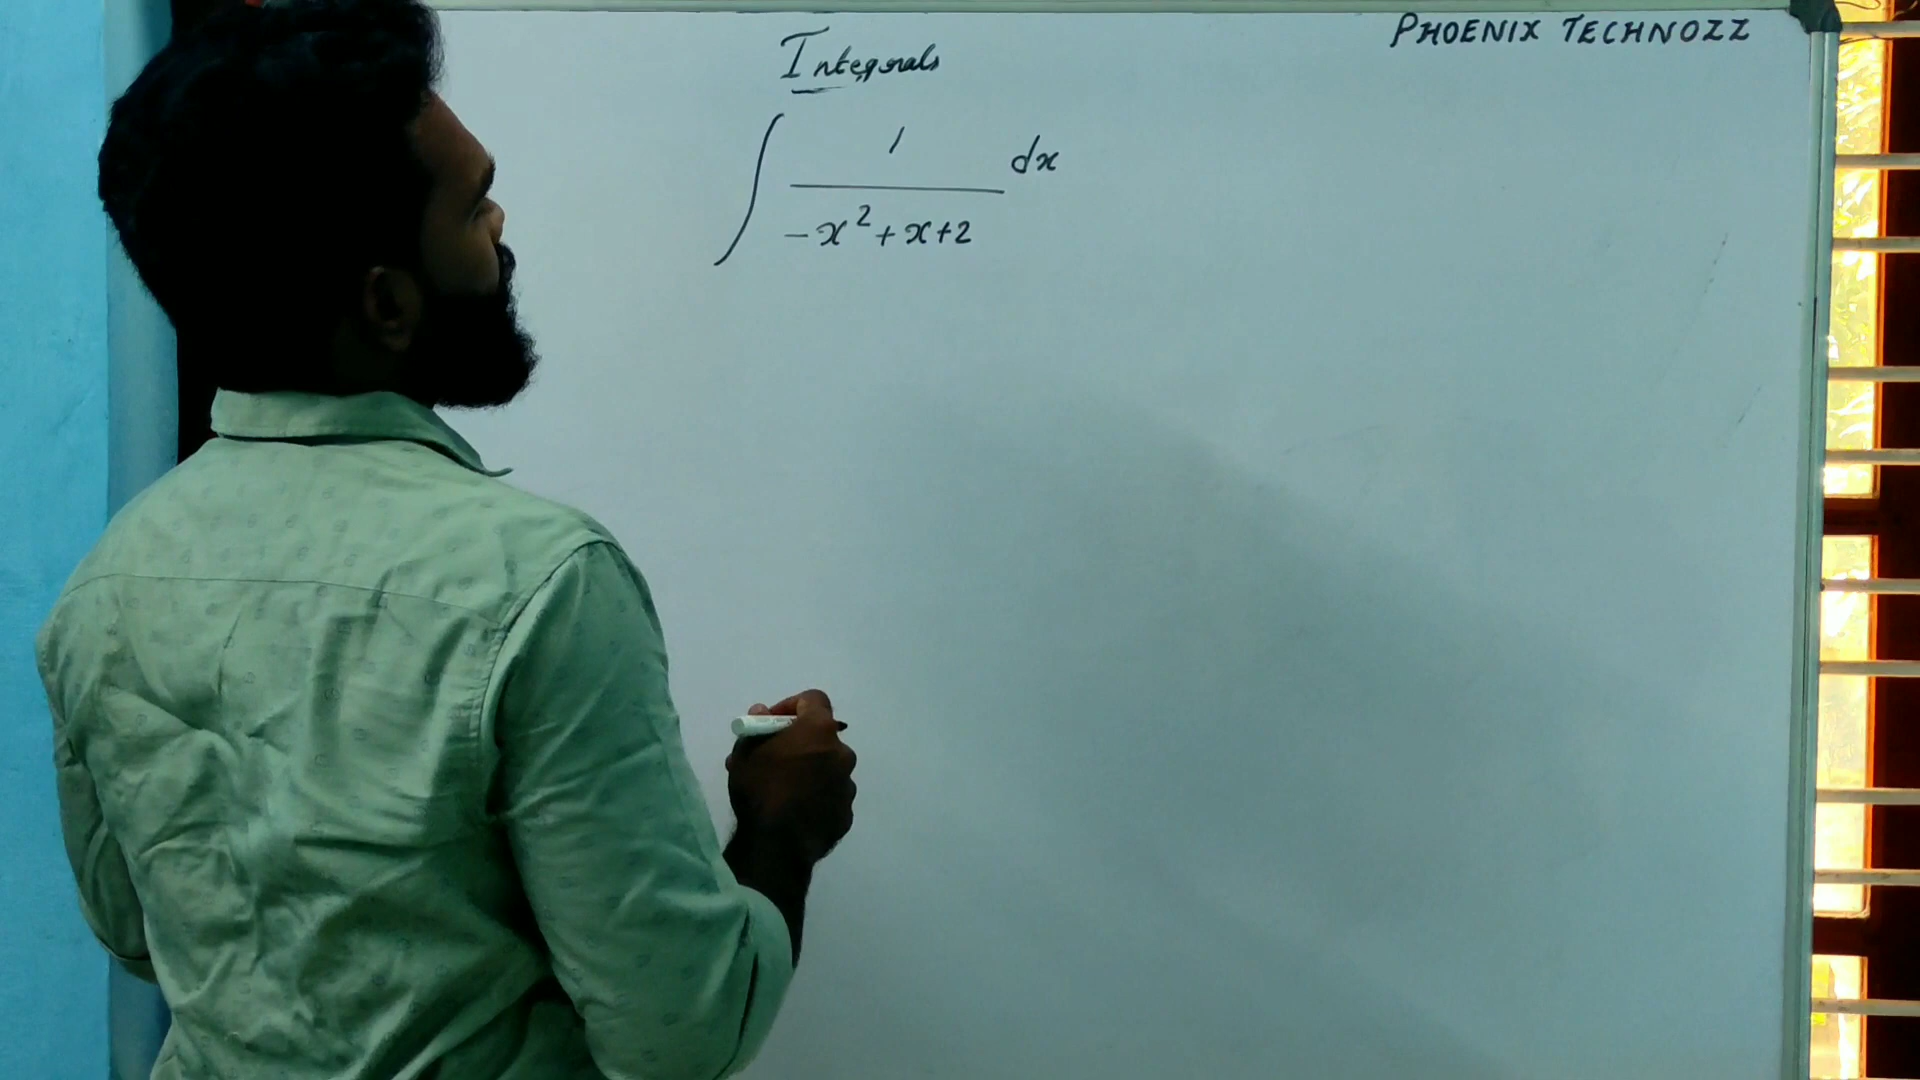 PHOENIX TECHNOZZ
Integrals
∫ 1 / (-x² + x + 2) dx